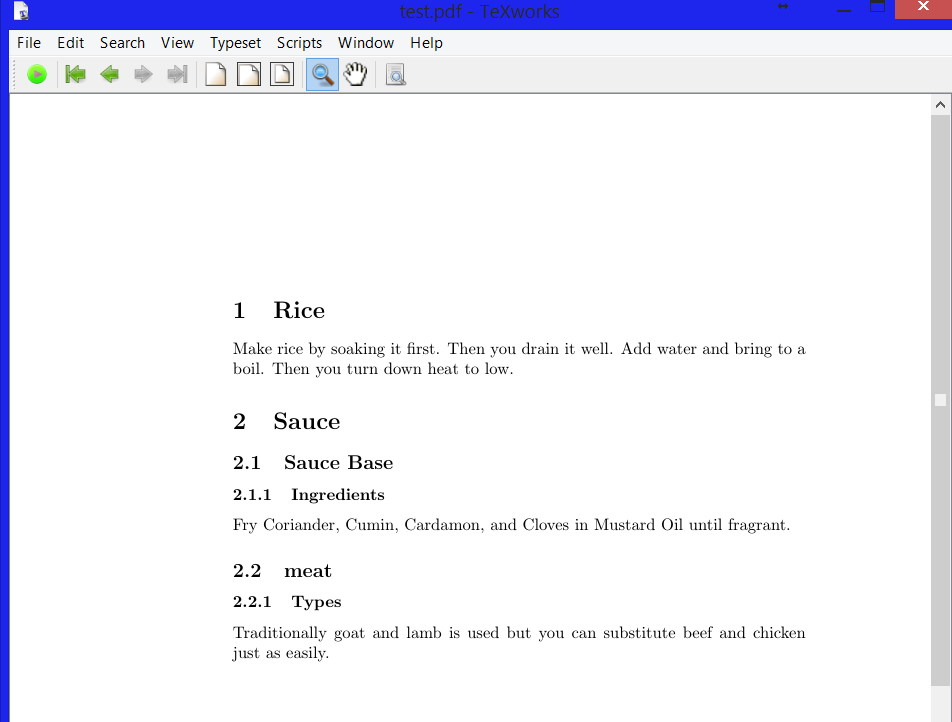 test.pdf - TeXworks
File Edit Search View Typeset Scripts Window Help
1 Rice
Make rice by soaking it first. Then you drain it well. Add water and bring to a
boil. Then you turn down heat to low.
2 Sauce
2.1 Sauce Base
2.1.1 Ingredients
Fry Coriander, Cumin, Cardamon, and Cloves in Mustard Oil until fragrant.
2.2 meat
2.2.1 Types
Traditionally goat and lamb is used but you can substitute beef and chicken
just as easily.